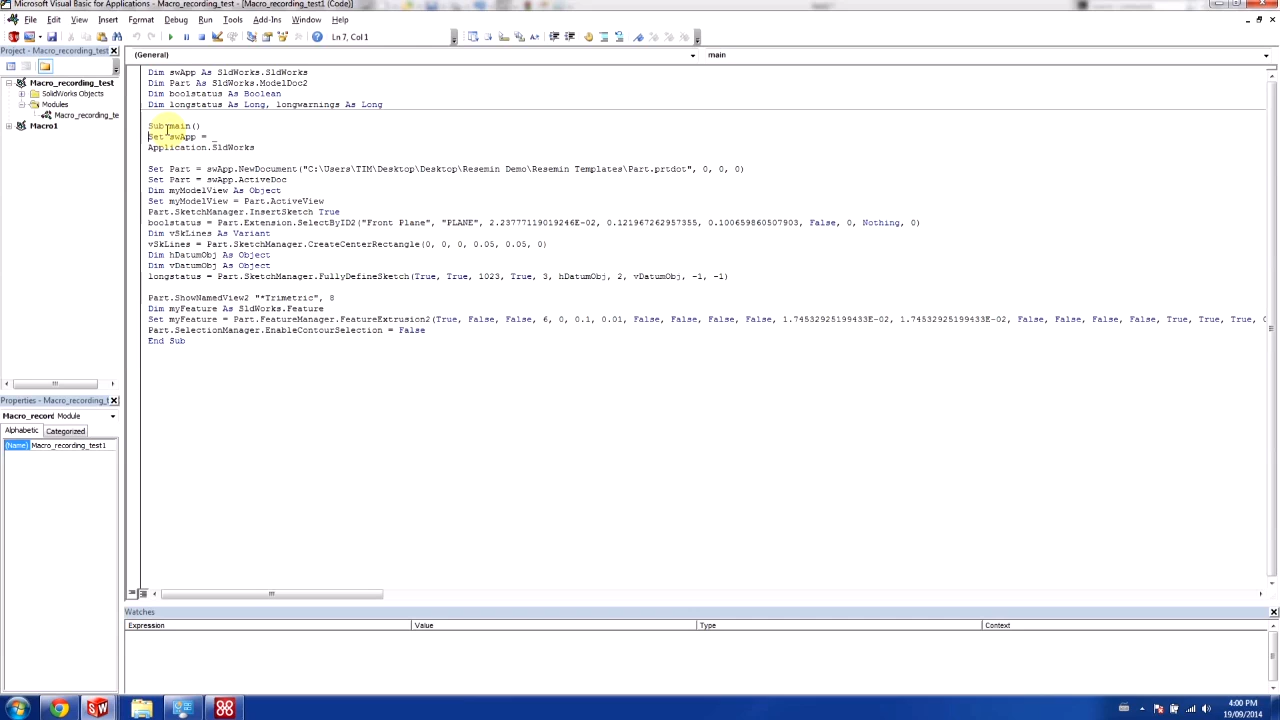 Microsoft Visual Basic for Applications - Macro_recording_test - [Macro_recording_test1 (Code)]
File Edit View Insert Format Debug Run Tools Add-Ins Window Help
Ln 7, Col 1
Project - Macro_recording_test
(General) main
Macro_recording_test
SolidWorks Objects
Modules
Macro_recording_te
Macro1
Dim swApp As SldWorks.SldWorks
Dim Part As SldWorks.ModelDoc2
Dim boolstatus As Boolean
Dim longstatus As Long, longwarnings As Long
Sub main()
Set swApp = _
Application.SldWorks
Set Part = swApp.NewDocument("C:\Users\TIM\Desktop\Desktop\Resemin Demo\Resemin Templates\Part.prtdot", 0, 0, 0)
Set Part = swApp.ActiveDoc
Dim myModelView As Object
Set myModelView = Part.ActiveView
Part.SketchManager.InsertSketch True
boolstatus = Part.Extension.SelectByID2("Front Plane", "PLANE", 2.23777119019246E-02, 0.121967262957355, 0.100659860507903, False, 0, Nothing, 0)
Dim vSkLines As Variant
vSkLines = Part.SketchManager.CreateCenterRectangle(0, 0, 0, 0.05, 0.05, 0)
Dim hDatumObj As Object
Dim vDatumObj As Object
longstatus = Part.SketchManager.FullyDefineSketch(True, True, 1023, True, 3, hDatumObj, 2, vDatumObj, -1, -1)
Part.ShowNamedView2 "*Trimetric", 8
Dim myFeature As SldWorks.Feature
Set myFeature = Part.FeatureManager.FeatureExtrusion2(True, False, False, 6, 0, 0.1, 0.01, False, False, False, False, 1.74532925199433E-02, 1.74532925199433E-02, False, False, False, False, True, True, True, 0
Part.SelectionManager.EnableContourSelection = False
End Sub
Properties - Macro_recording_t
Macro_record Module
Alphabetic Categorized
(Name) Macro_recording_test1
Watches
Expression Value Type Context
4:00 PM
19/09/2014